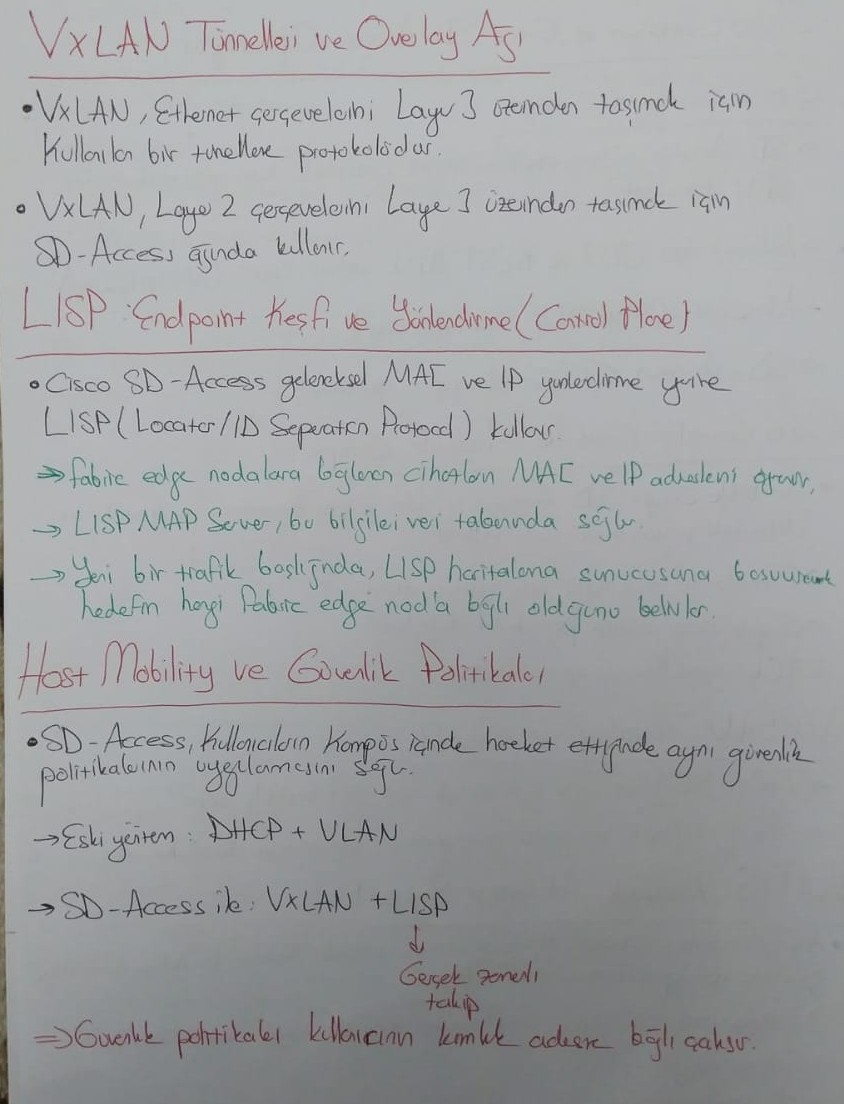 VxLAN Tünnelleri ve Overlay Ağı
• VxLAN, Ethernet çerçevelerini Layer 3 üzerinden taşımak için
Kullanılan bir tünelleme protokolüdür.
• VxLAN, Layer 2 çerçevelerini Layer 3 üzerinden taşımak için
SD-Access ağında kullanır.
LISP: Endpoint Keşfi ve Yönlendirme (Control Plane)
• Cisco SD-Access geleneksel MAC ve IP yönlendirme yerine
LISP (Locator/ID Seperation Protocol) kullanır.
→ fabric edge nodalara bağlanan cihazların MAC ve IP adreslerini öğrenir,
→ LISP MAP Server, bu bilgileri veri tabanında sağlar.
→ Yeni bir trafik başlığında, LISP haritalama sunucusuna başvurarak
hedefin hangi Fabric edge nod'a bağlı olduğunu belirler.
Host Mobility ve Güvenlik Politikaları
• SD-Access, Kullanıcıların Kampüs içinde hareket ettiğinde aynı güvenlik
politikalarının uygulamasını sağlar.
→ Eski yöntem: DHCP + VLAN
→ SD-Access ile: VXLAN + LISP
↓
Gerçek zamanlı
takip
⇒ Güvenlik politikaları kullanıcının kimlik adresine bağlı çalışır.